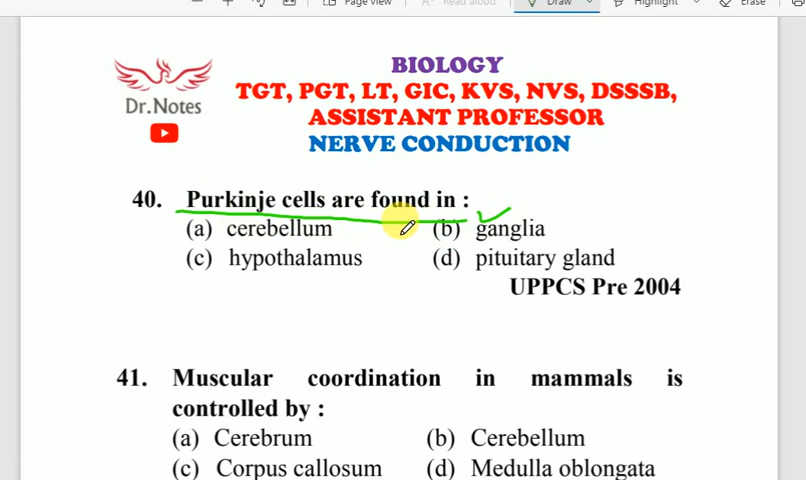 Page view
Read aloud
Draw
Highlight
Erase
Dr.Notes
BIOLOGY
TGT, PGT, LT, GIC, KVS, NVS, DSSSB,
ASSISTANT PROFESSOR
NERVE CONDUCTION
40. Purkinje cells are found in :
(a) cerebellum (b) ganglia
(c) hypothalamus (d) pituitary gland
UPPCS Pre 2004
41. Muscular coordination in mammals is
controlled by :
(a) Cerebrum (b) Cerebellum
(c) Corpus callosum (d) Medulla oblongata